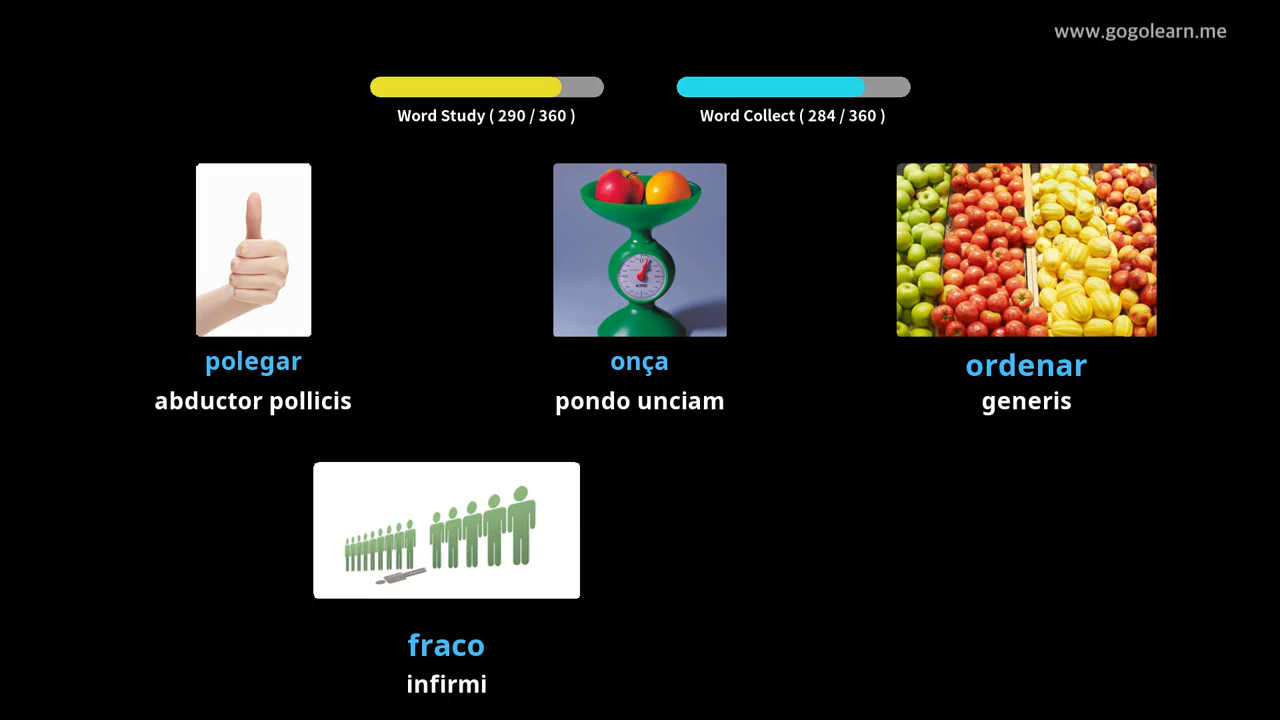 www.gogolearn.me
Word Study ( 290 / 360 )
Word Collect ( 284 / 360 )
polegar
abductor pollicis
onça
pondo unciam
ordenar
generis
fraco
infirmi